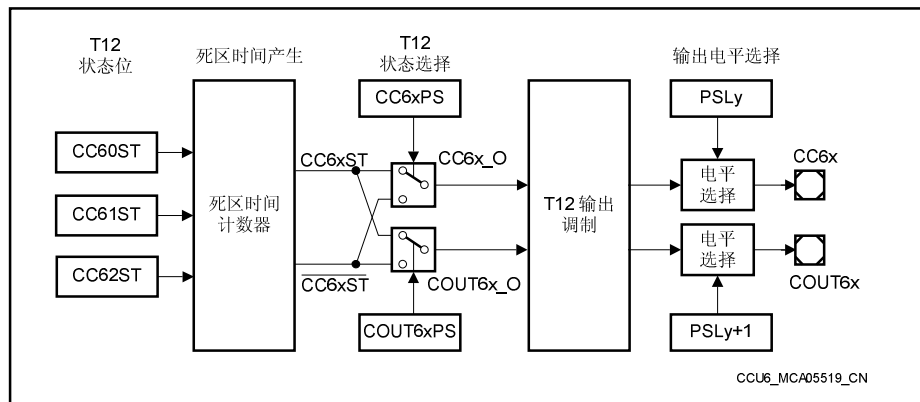 T12
状态位
死区时间产生
T12
状态选择
输出电平选择
CC6xPS
PSLy
CC60ST
CC61ST
CC62ST
死区时间
计数器
CC6xST
CC6xST
CC6x_O
COUT6x_O
COUT6xPS
T12 输出
调制
电平
选择
电平
选择
CC6x
COUT6x
PSLy+1
CCU6_MCA05519_CN